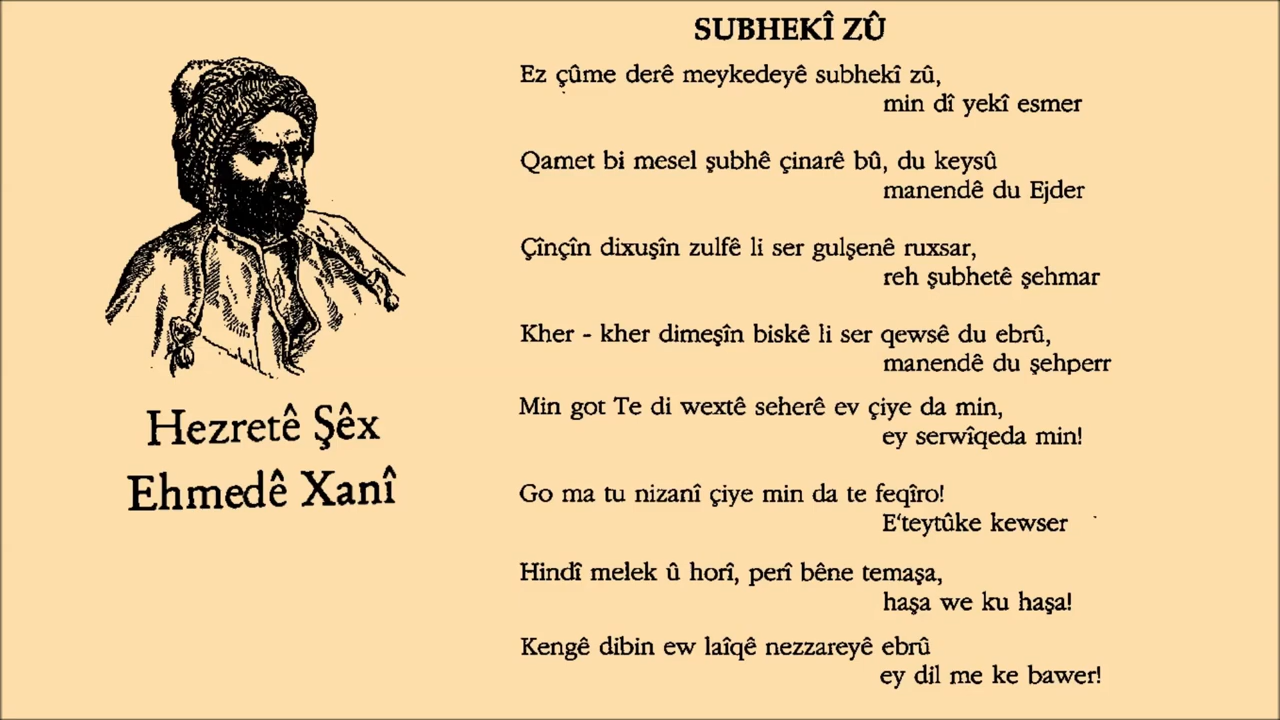 SUBHEKÎ ZÛ
Ez çûme derê meykedeyê subhekî zû,
min dî yekî esmer
Qamet bi mesel şubhê çinarê bû, du keysû
manendê du Ejder
Çînçîn dixuşîn zulfê li ser gulşenê ruxsar,
reh şubhetê şehmar
Kher - kher dimeşîn biskê li ser qewsê du ebrû,
manendê du şehperr
Min got Te di wextê seherê ev çiye da min,
ey serwîqeda min!
Go ma tu nizanî çiye min da te feqîro!
E‘teytûke kewser
Hindî melek û horî, perî bêne temaşa,
haşa we ku haşa!
Kengê dibin ew laîqê nezzareyê ebrû
ey dil me ke bawer!
Hezretê Şêx
Ehmedê Xanî